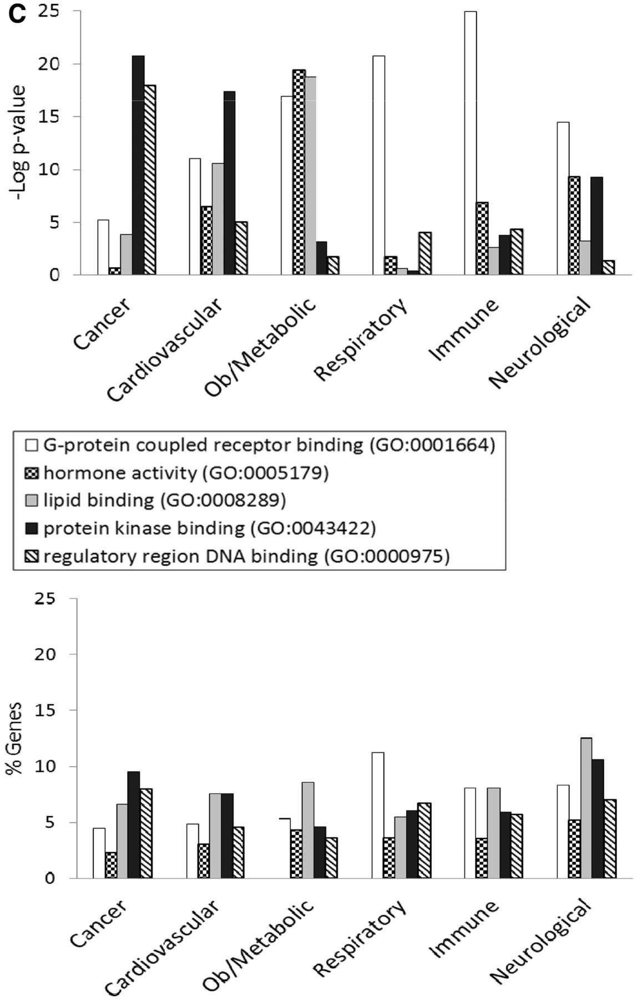 C
25
20
15
10
5
0
-Log p-value
Cancer
Cardiovascular
Ob/Metabolic
Respiratory
Immune
Neurological
G-protein coupled receptor binding (GO:0001664)
hormone activity (GO:0005179)
lipid binding (GO:0008289)
protein kinase binding (GO:0043422)
regulatory region DNA binding (GO:0000975)
25
20
15
10
5
0
% Genes
Cancer
Cardiovascular
Ob/Metabolic
Respiratory
Immune
Neurological